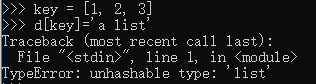 >>> key = [1, 2, 3]
>>> d[key]='a list'
Traceback (most recent call last):
  File "<stdin>", line 1, in <module>
TypeError: unhashable type: 'list'